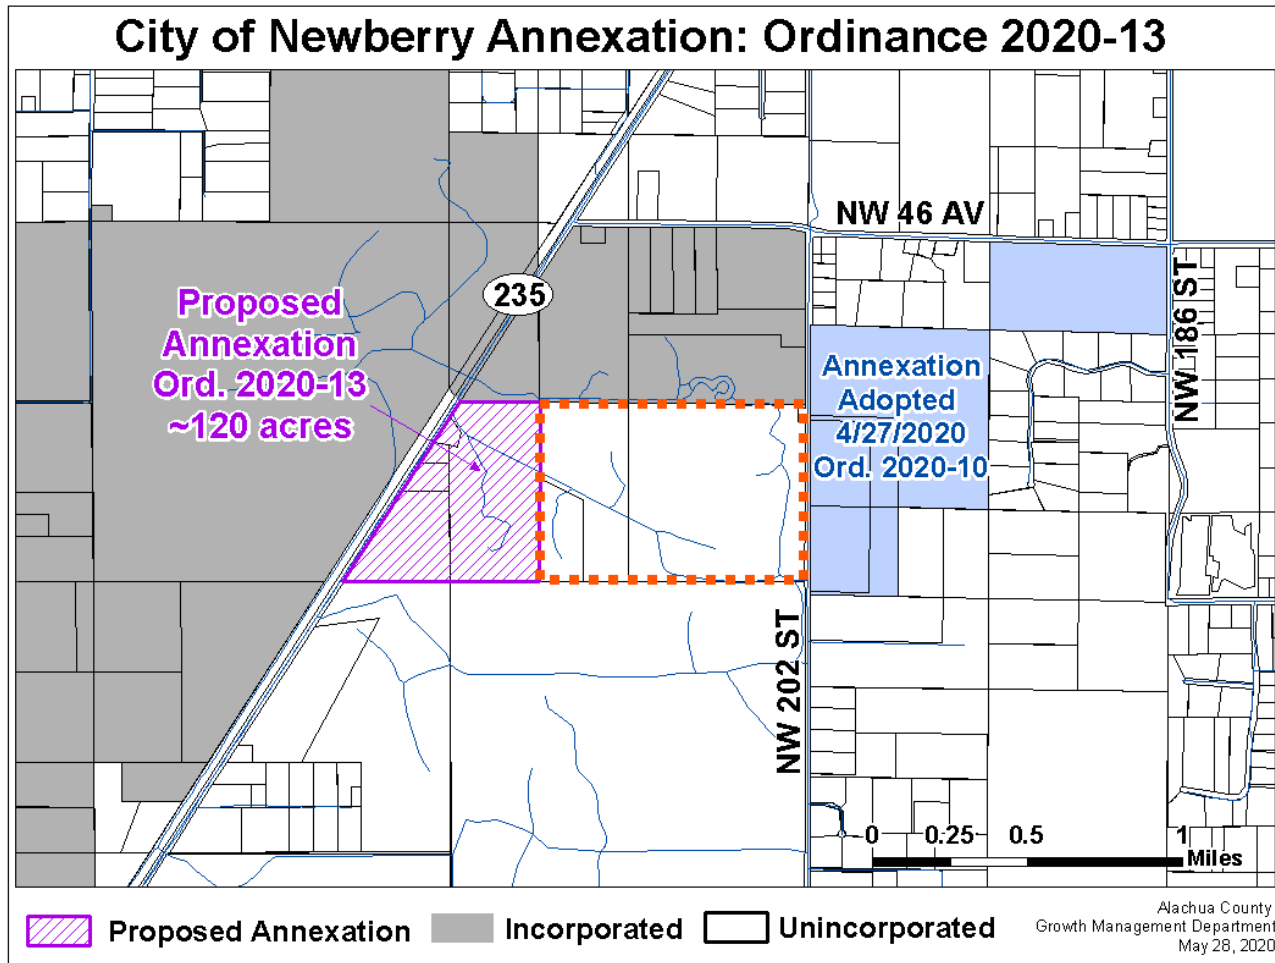 City of Newberry Annexation: Ordinance 2020-13
NW 46 AV
235
Proposed
Annexation
Ord. 2020-13
~120 acres
NW 186 ST
Annexation
Adopted
4/27/2020
Ord. 2020-10
NW 202 ST
0 0.25 0.5 1
Miles
Proposed Annexation
Incorporated
Unincorporated
Alachua County
Growth Management Department
May 28, 2020